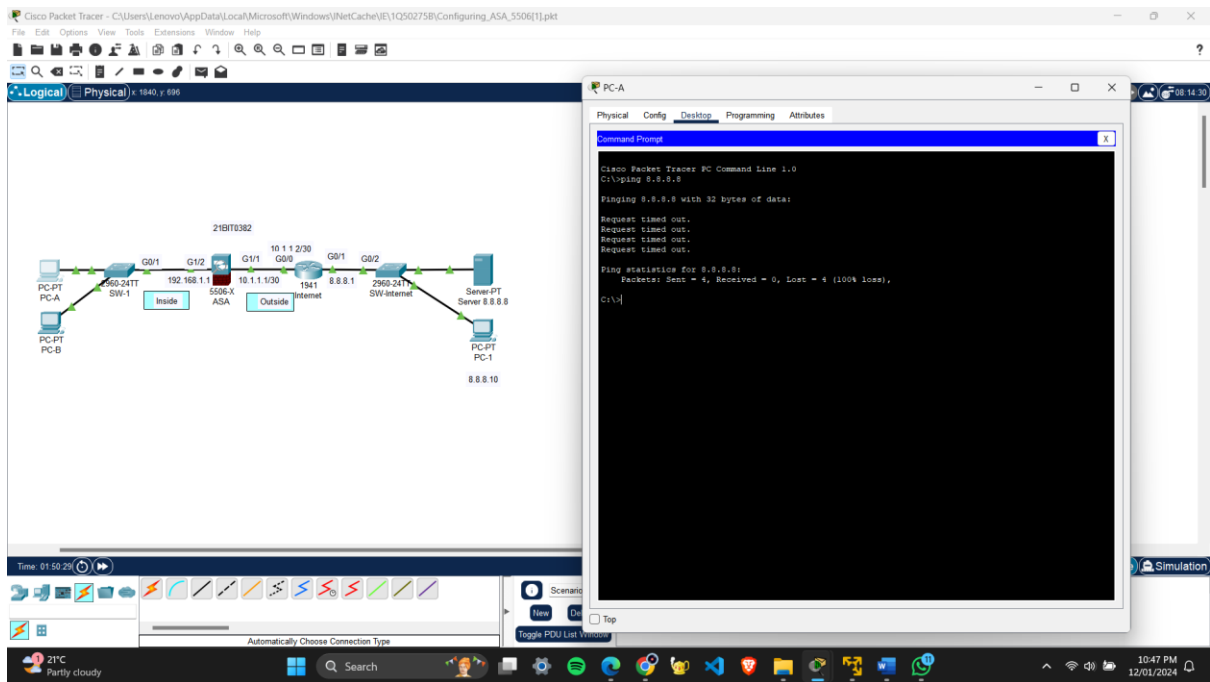 Cisco Packet Tracer - C:\Users\Lenovo\AppData\Local\Microsoft\Windows\INetCache\IE\1Q50275B\Configuring_ASA_5506[1].pkt
File Edit Options View Tools Extensions Window Help
?
Logical Physical x: 1840, y: 696
08:14:30
21BIT0382
10.1.1.2/30
G0/1 G1/2 G1/1 G0/0 G0/1 G0/2
192.168.1.1 10.1.1.1/30 8.8.8.1
PC-PT
PC-A
2960-24TT
SW-1
Inside
5506-X
ASA
Outside
1941
Internet
2960-24TT
SW-Internet
Server-PT
Server 8.8.8.8
PC-PT
PC-B
PC-PT
PC-1
8.8.8.10
PC-A
Physical Config Desktop Programming Attributes
Command Prompt
X
Cisco Packet Tracer PC Command Line 1.0
C:\>ping 8.8.8.8
Pinging 8.8.8.8 with 32 bytes of data:
Request timed out.
Request timed out.
Request timed out.
Request timed out.
Ping statistics for 8.8.8.8:
Packets: Sent = 4, Received = 0, Lost = 4 (100% loss),
C:\>
Top
Time: 01:50:29
Simulation
Scenario
New
Toggle PDU List Window
Automatically Choose Connection Type
21°C
Partly cloudy
Search
10:47 PM
12/01/2024